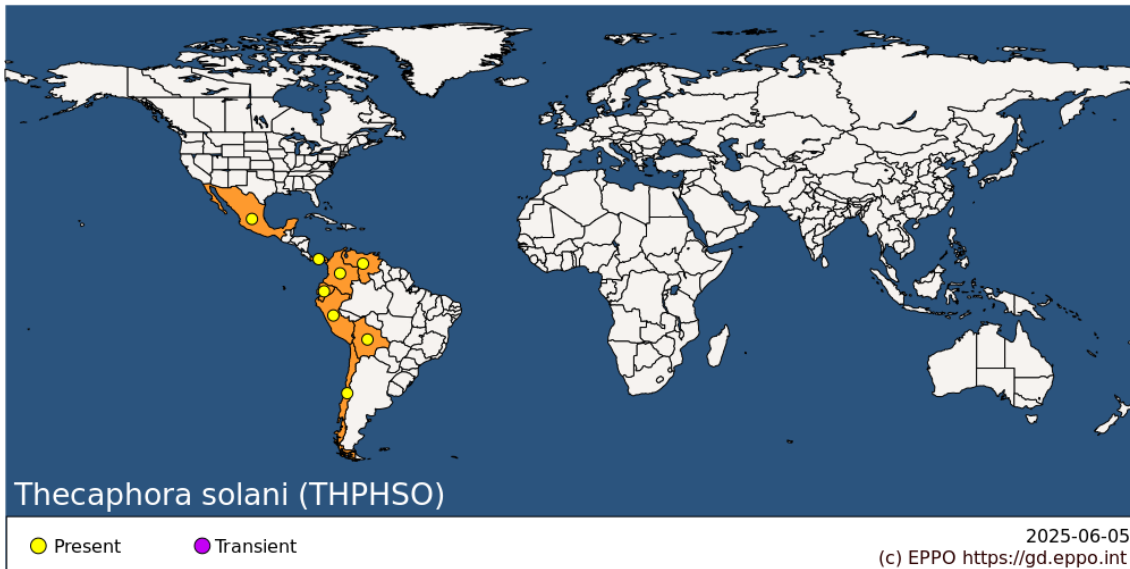 Thecaphora solani (THPHSO)
Present
Transient
2025-06-05
(c) EPPO https://gd.eppo.int